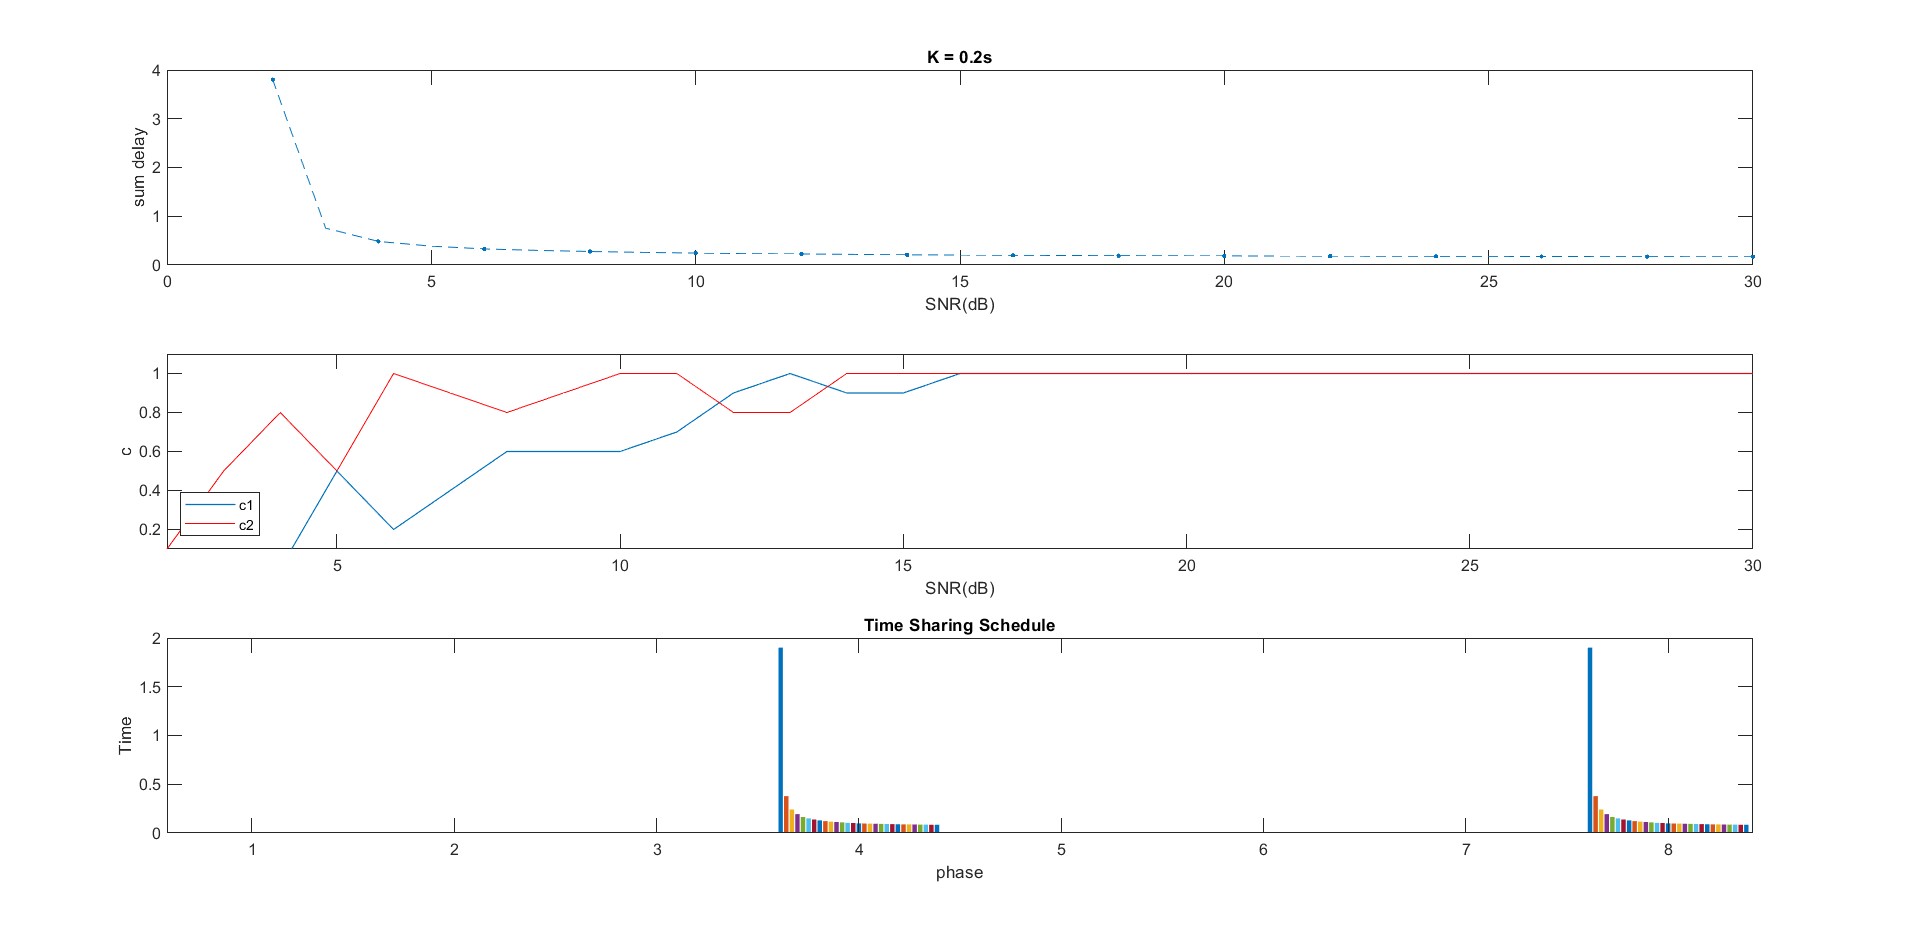 K = 0.2s
4
3
2
1
0
sum delay
0 5 10 15 20 25 30
SNR(dB)
1
0.8
0.6
0.4
0.2
c
c1
c2
5 10 15 20 25 30
SNR(dB)
Time Sharing Schedule
2
1.5
1
0.5
0
Time
1 2 3 4 5 6 7 8
phase